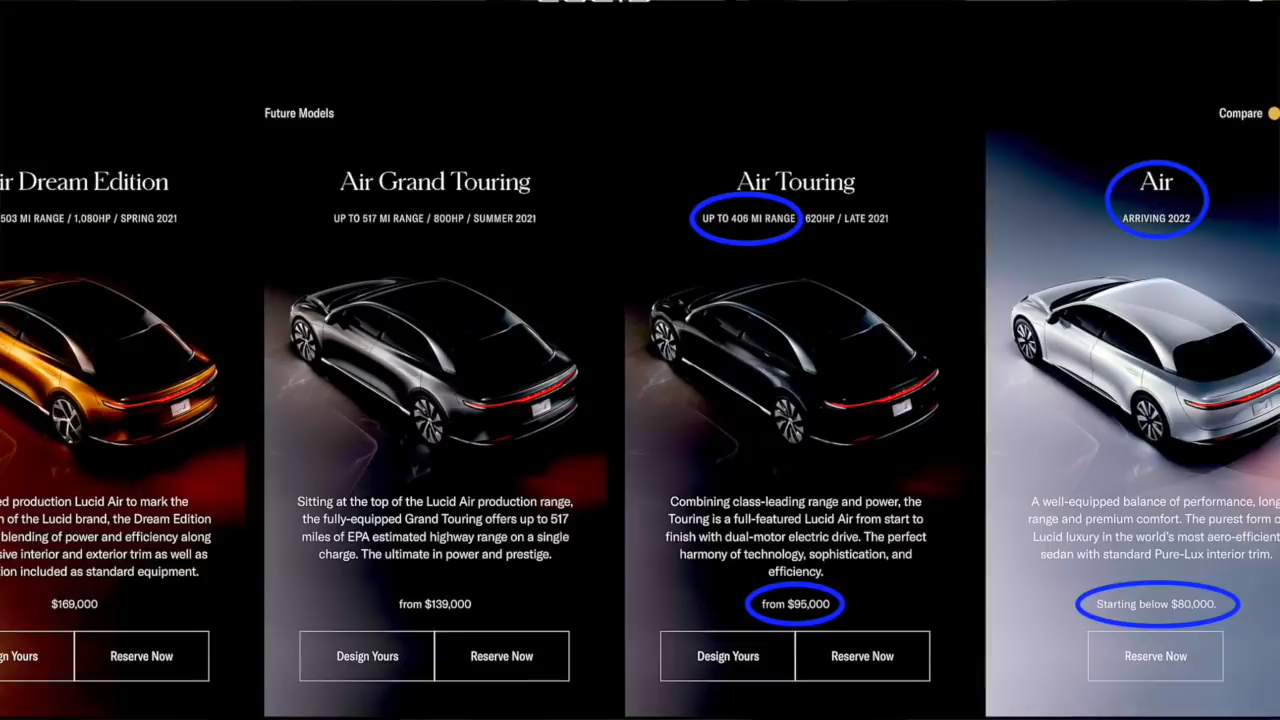 Future Models
Compare
ir Dream Edition
503 MI RANGE / 1,080HP / SPRING 2021
ed production Lucid Air to mark the
n of the Lucid brand, the Dream Edition
blending of power and efficiency along
sive interior and exterior trim as well as
ion included as standard equipment.
$169,000
gn Yours
Reserve Now
Air Grand Touring
UP TO 517 MI RANGE / 800HP / SUMMER 2021
Sitting at the top of the Lucid Air production range,
the fully-equipped Grand Touring offers up to 517
miles of EPA estimated highway range on a single
charge. The ultimate in power and prestige.
from $139,000
Design Yours
Reserve Now
Air Touring
UP TO 406 MI RANGE 620HP / LATE 2021
Combining class-leading range and power, the
Touring is a full-featured Lucid Air from start to
finish with dual-motor electric drive. The perfect
harmony of technology, sophistication, and
efficiency.
from $95,000
Design Yours
Reserve Now
Air
ARRIVING 2022
A well-equipped balance of performance, long
range and premium comfort. The purest form o
Lucid luxury in the world's most aero-efficient
sedan with standard Pure-Lux interior trim.
Starting below $80,000.
Reserve Now